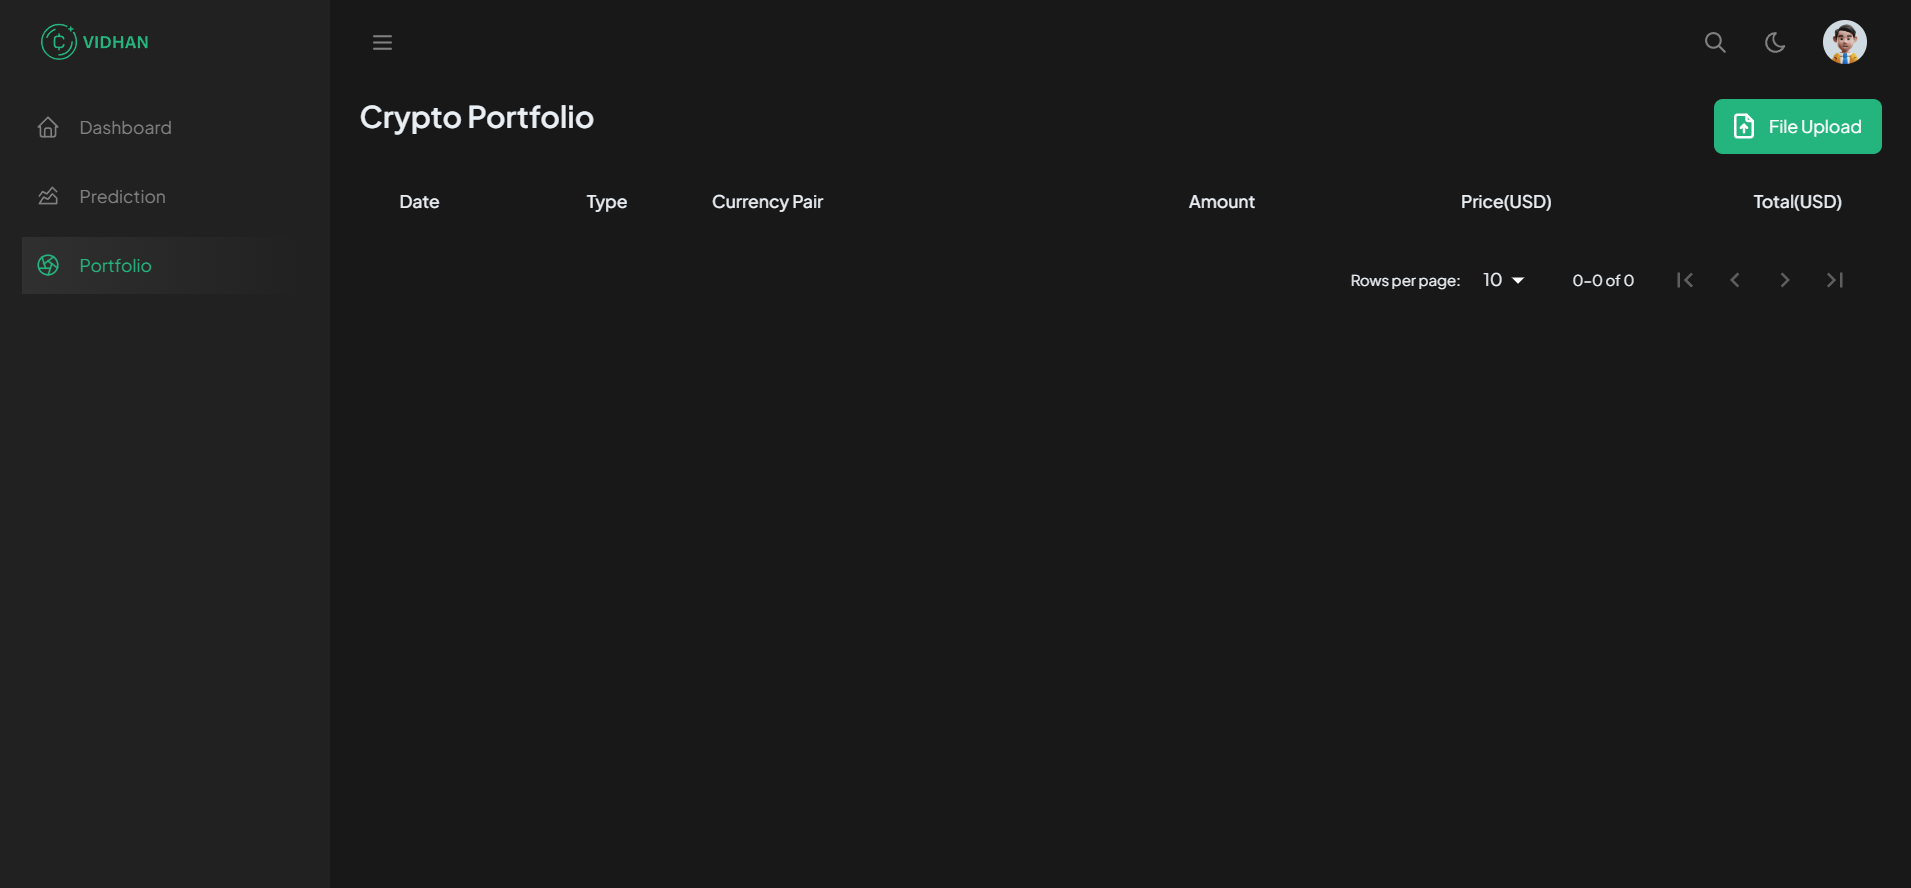 VIDHAN
Dashboard
Prediction
Portfolio
Crypto Portfolio
File Upload
Date Type Currency Pair Amount Price(USD) Total(USD)
Rows per page: 10 0–0 of 0